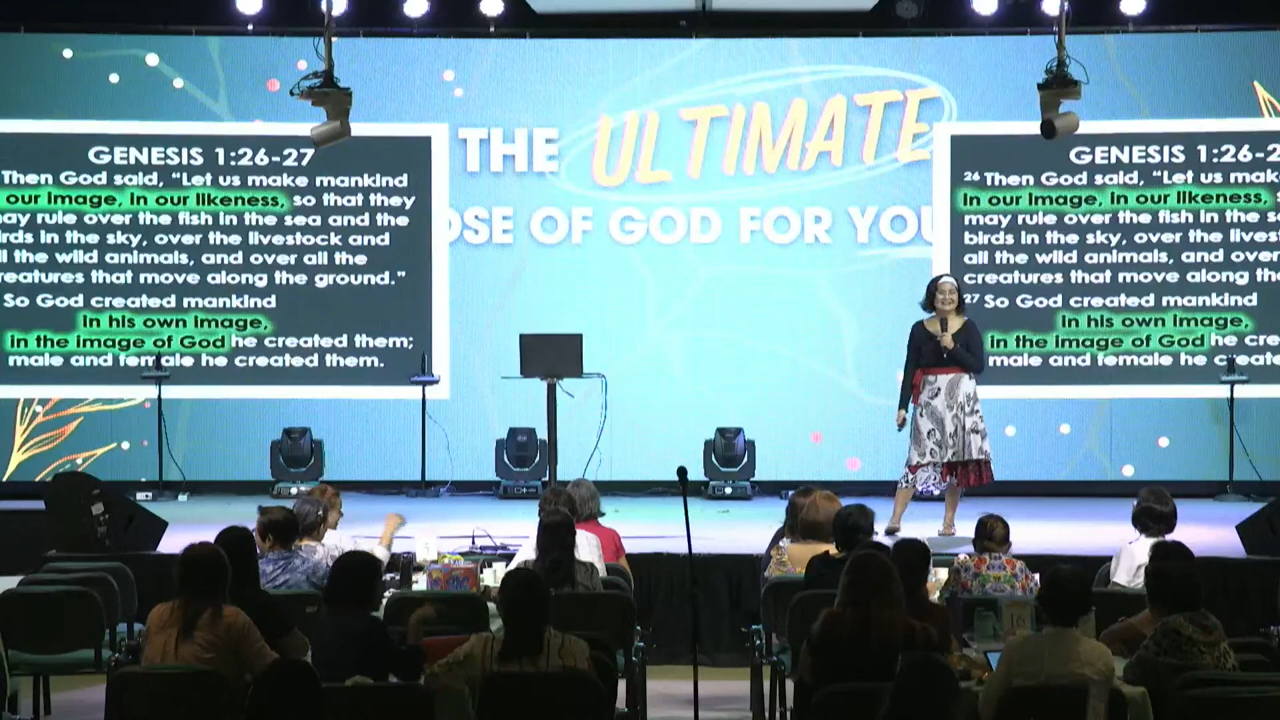 GENESIS 1:26-27
Then God said, "Let us make mankind
our image, in our likeness, so that they
may rule over the fish in the sea and the
birds in the sky, over the livestock and
all the wild animals, and over all the
creatures that move along the ground."
So God created mankind
in his own image,
in the image of God he created them;
male and female he created them.
THE ULTIMATE
OSE OF GOD FOR YOU
GENESIS 1:26-2
26 Then God said, "Let us mak
in our image, in our likeness,
may rule over the fish in the s
birds in the sky, over the lives
all the wild animals, and over
creatures that move along th
27 So God created mankind
in his own image,
in the image of God he cre
male and female he create
16